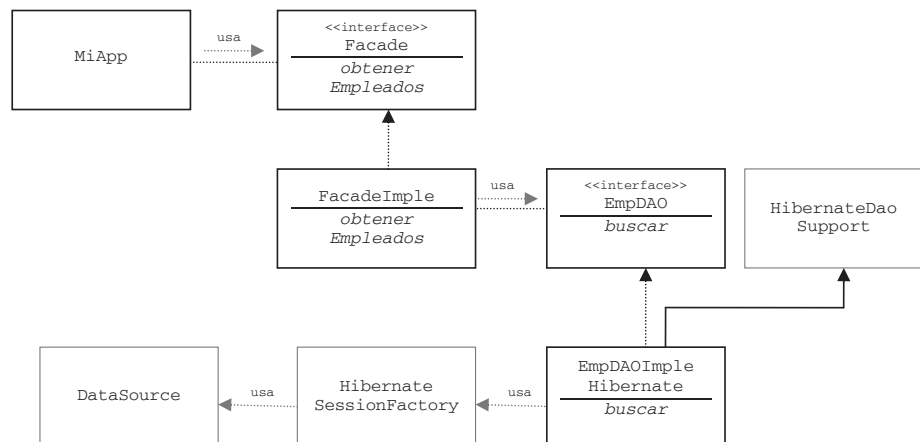 MiApp
usa
<<interface>>
Facade
obtener
Empleados
FacadeImple
obtener
Empleados
usa
<<interface>>
EmpDAO
buscar
HibernateDao
Support
DataSource
usa
Hibernate
SessionFactory
usa
EmpDAOImple
Hibernate
buscar